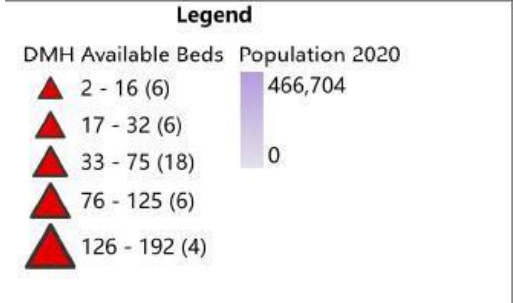 Legend
DMH Available Beds
2 - 16 (6)
17 - 32 (6)
33 - 75 (18)
76 - 125 (6)
126 - 192 (4)
Population 2020
466,704
0